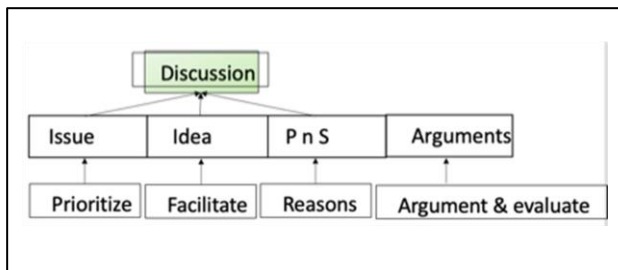 Discussion
Issue Idea P n S Arguments
Prioritize Facilitate Reasons Argument & evaluate